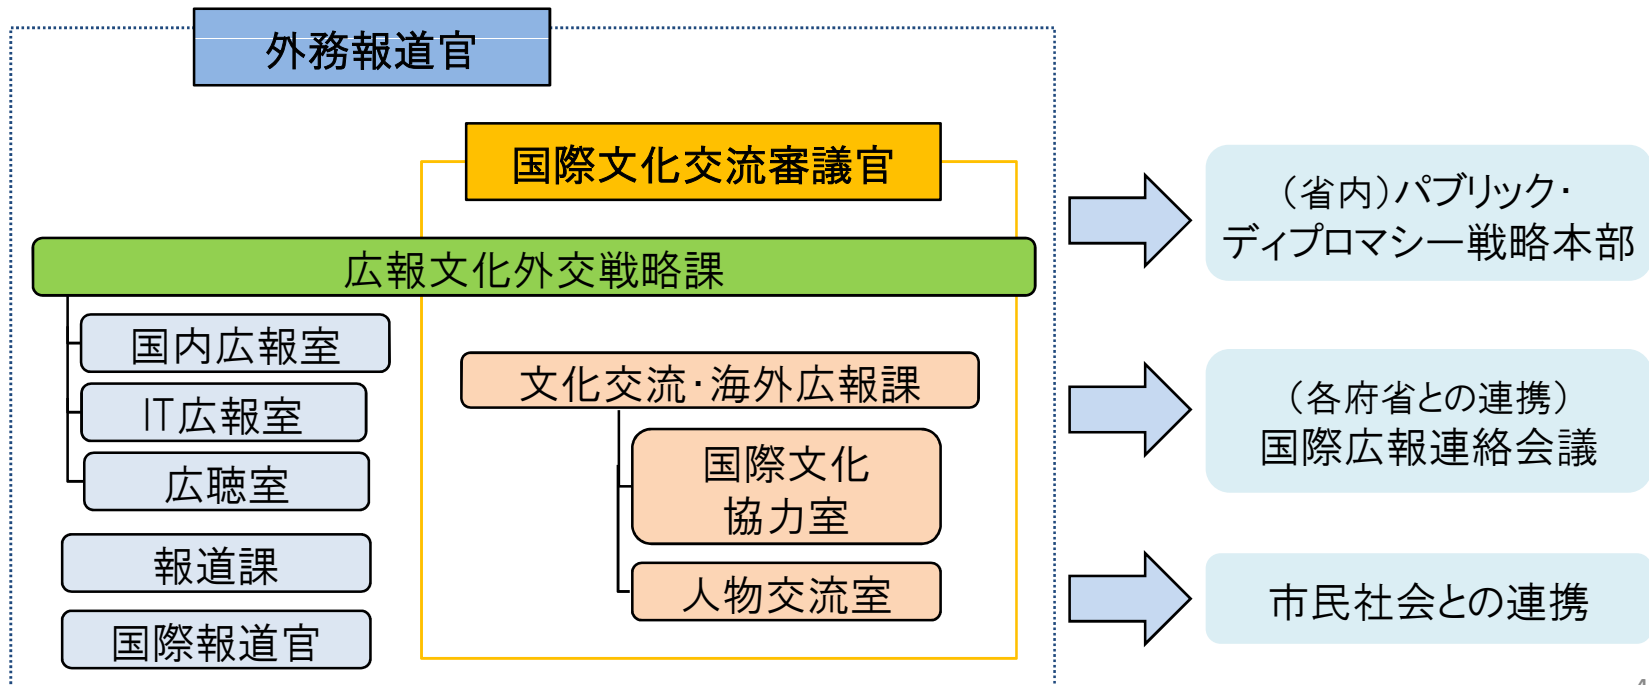 外務報道官
国際文化交流審議官
広報文化外交戦略課
国内広報室
IT広報室
広聴室
報道課
国際報道官
文化交流・海外広報課
国際文化
協力室
人物交流室
（省内）パブリック・
ディプロマシー戦略本部
（各府省との連携）
国際広報連絡会議
市民社会との連携